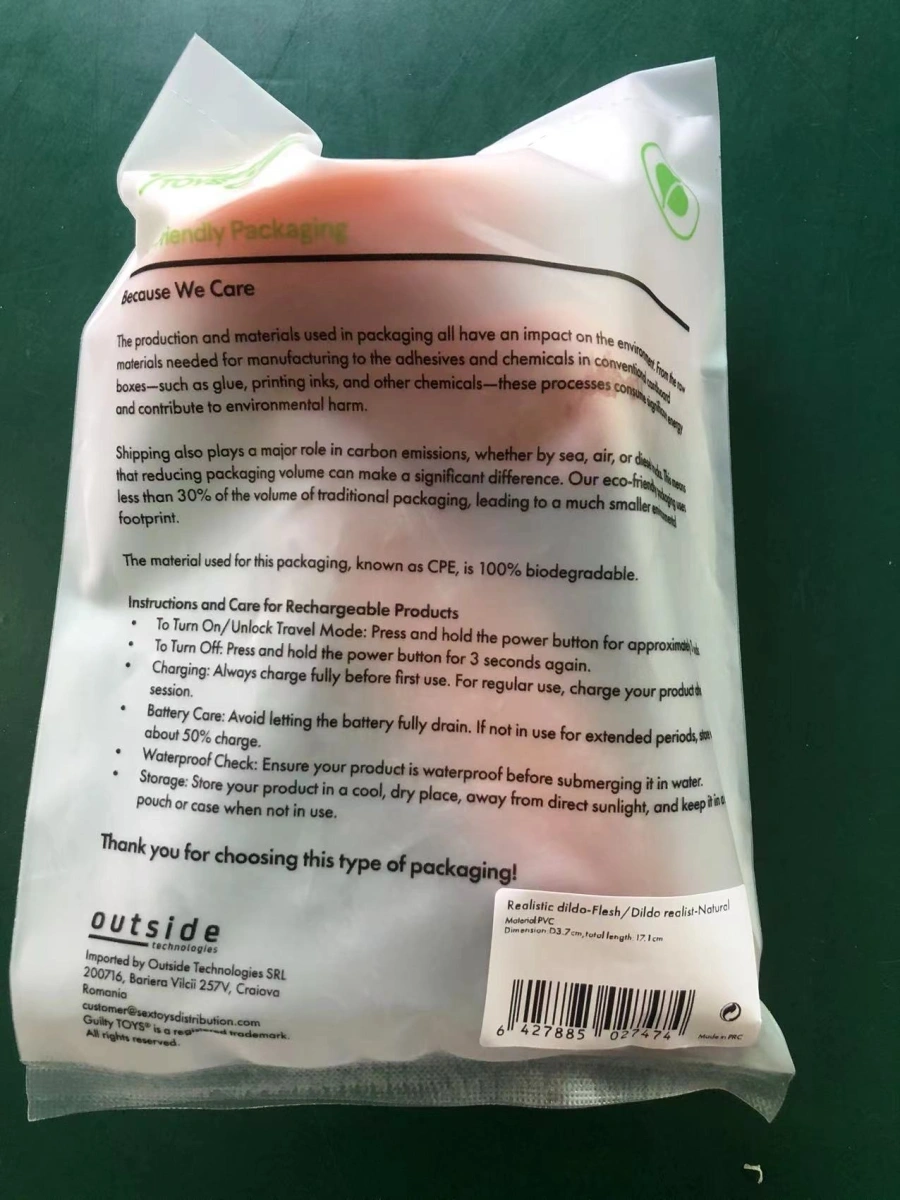 TOYS
riendly Packaging
Because We Care
The production and materials used in packaging all have an impact on the environment. From the raw
materials needed for manufacturing to the adhesives and chemicals in conventional cardboard
boxes—such as glue, printing inks, and other chemicals—these processes consume significant energy
and contribute to environmental harm.
Shipping also plays a major role in carbon emissions, whether by sea, air, or This means
that reducing packaging volume can make a significant difference. Our eco-friendly packaging uses
less than 30% of the volume of traditional packaging, leading to a much smaller environmental
footprint.
The material used for this packaging, known as CPE, is 100% biodegradable.
Instructions and Care for Rechargeable Products
• To Turn On/Unlock Travel Mode: Press and hold the power button for approximately
• To Turn Off: Press and hold the power button for 3 seconds again.
• Charging: Always charge fully before first use. For regular use, charge your product
session.
• Battery Care: Avoid letting the battery fully drain. If not in use for extended periods,
about 50% charge.
• Waterproof Check: Ensure your product is waterproof before submerging it in water.
• Storage: Store your product in a cool, dry place, away from direct sunlight, and keep it in a
pouch or case when not in use.
Thank you for choosing this type of packaging!
outside
technologies
Imported by Outside Technologies SRL
200716, Bariera Vilcii 257V, Craiova
Romania
customer@sextoysdistribution.com
Guilty TOYS® is a registered trademark.
All rights reserved.
Realistic dildo-Flesh/Dildo realist-Natural
Material PVC
Dimension: D3.7cm, total length: 17.1cm
6 427885 027474
Made in PRC